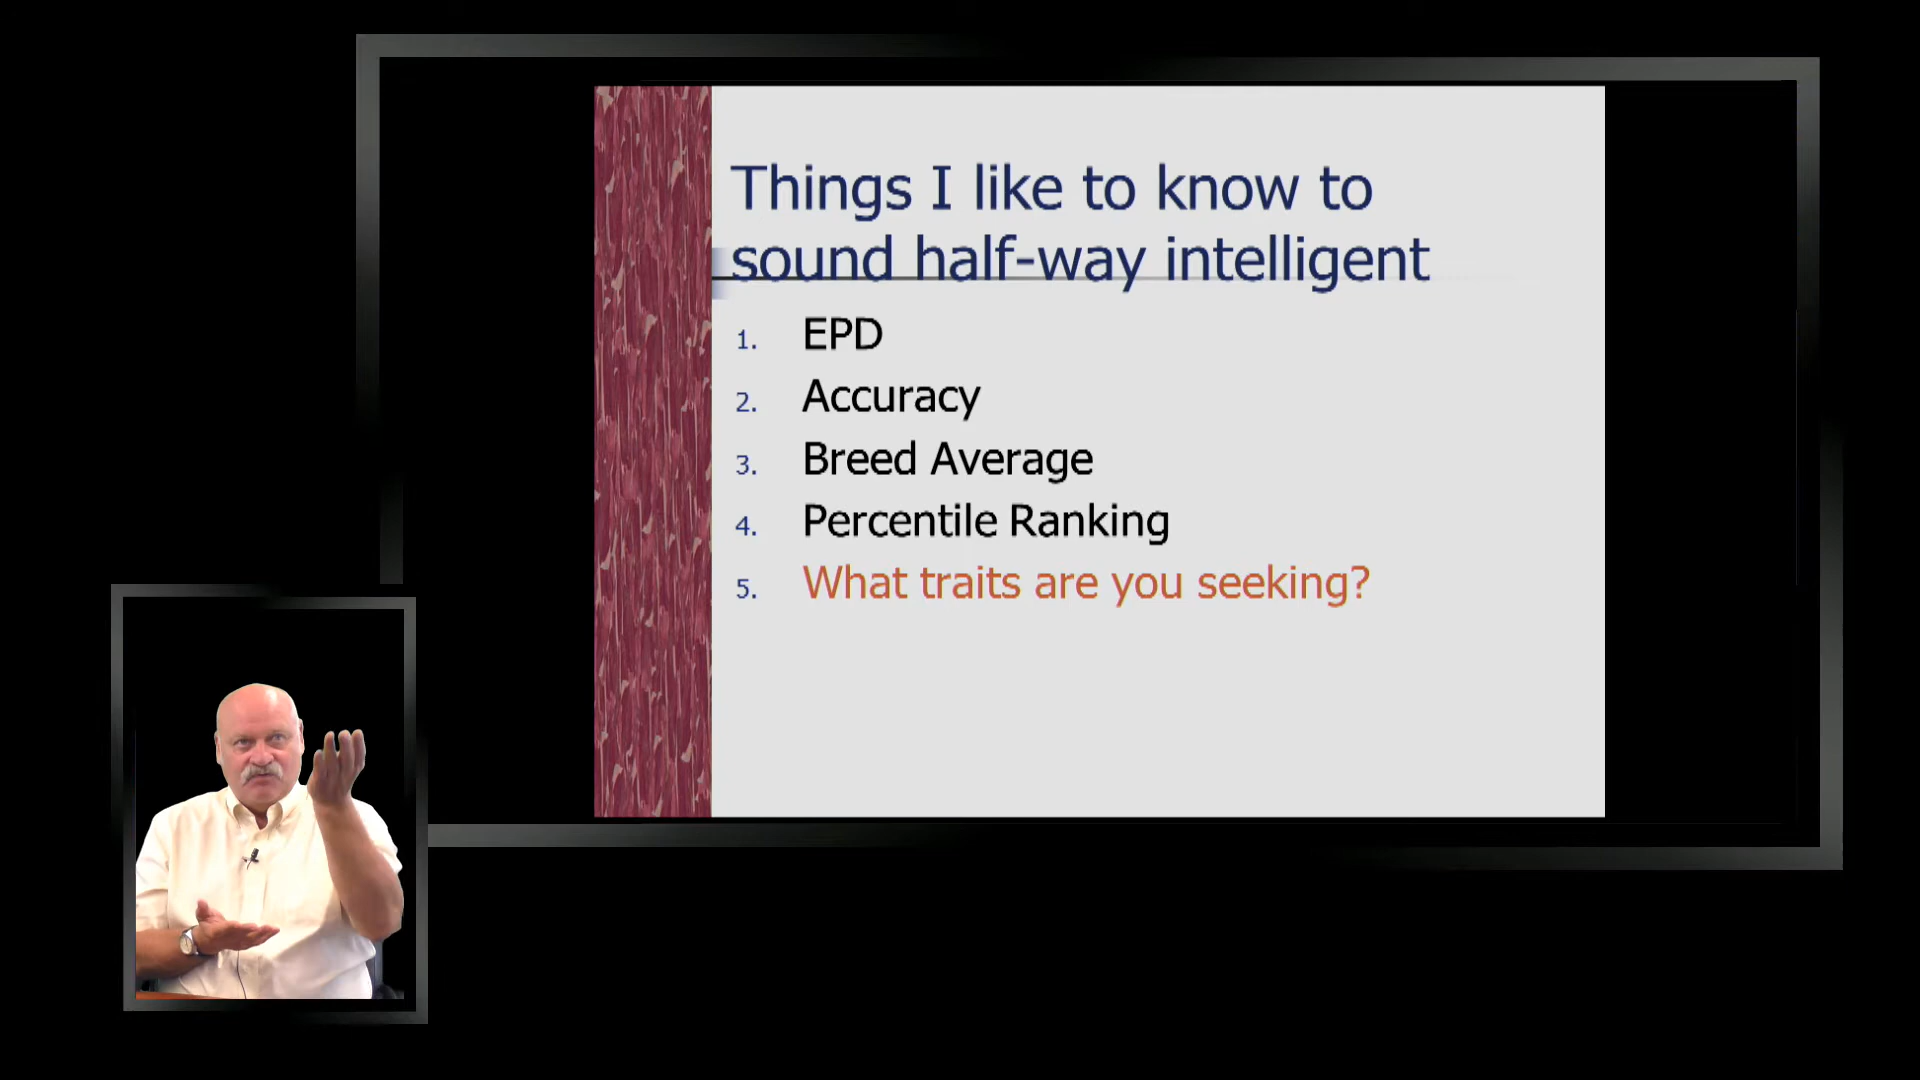 Things I like to know to
sound half-way intelligent
1. EPD
2. Accuracy
3. Breed Average
4. Percentile Ranking
5. What traits are you seeking?